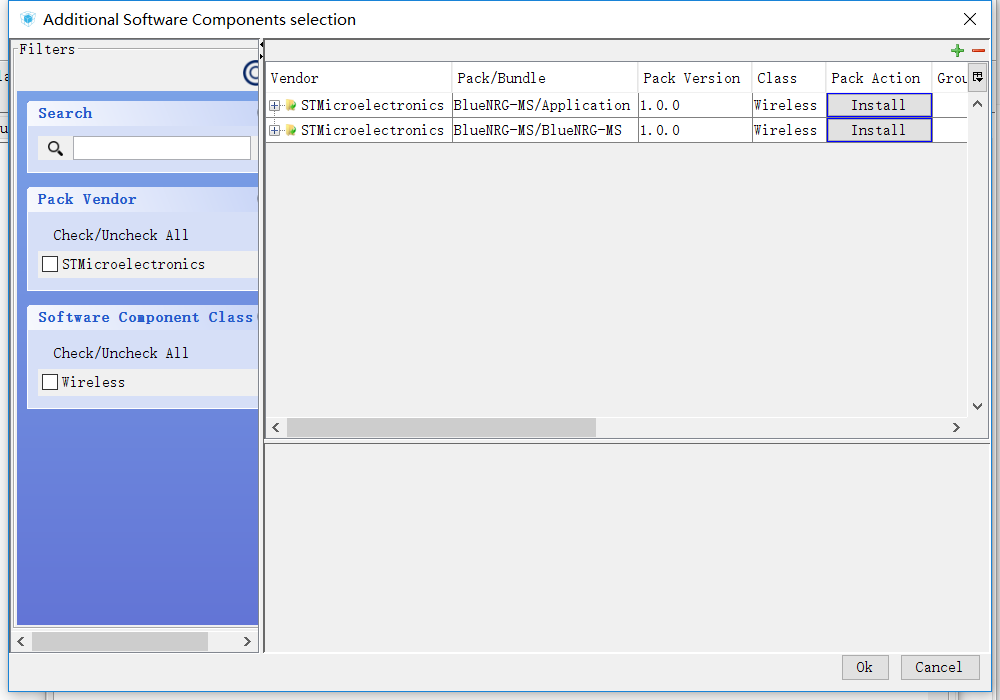 Additional Software Components selection
Filters
Search
Pack Vendor
Check/Uncheck All
STMicroelectronics
Software Component Class
Check/Uncheck All
Wireless
Vendor Pack/Bundle Pack Version Class Pack Action Grou
STMicroelectronics BlueNRG-MS/Application 1.0.0 Wireless Install
STMicroelectronics BlueNRG-MS/BlueNRG-MS 1.0.0 Wireless Install
Ok Cancel